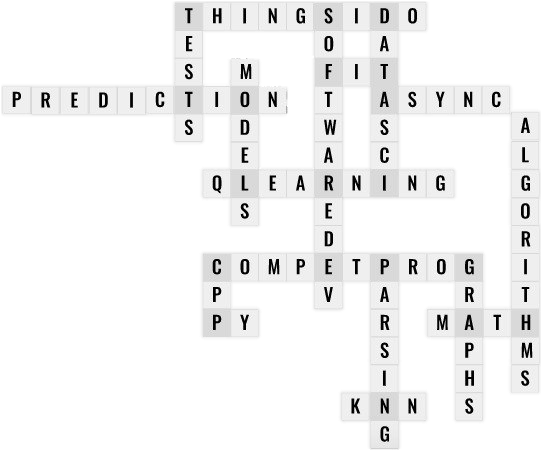 THINGSIDO
TESTS
SOFTWAREDEV
DATASCI
MODELS
FIT
PREDICTION
ASYNC
ALGORITHMS
QLEARNING
COMPETPROG
CPP
PARSING
GRAPHS
PY
MATH
KNN